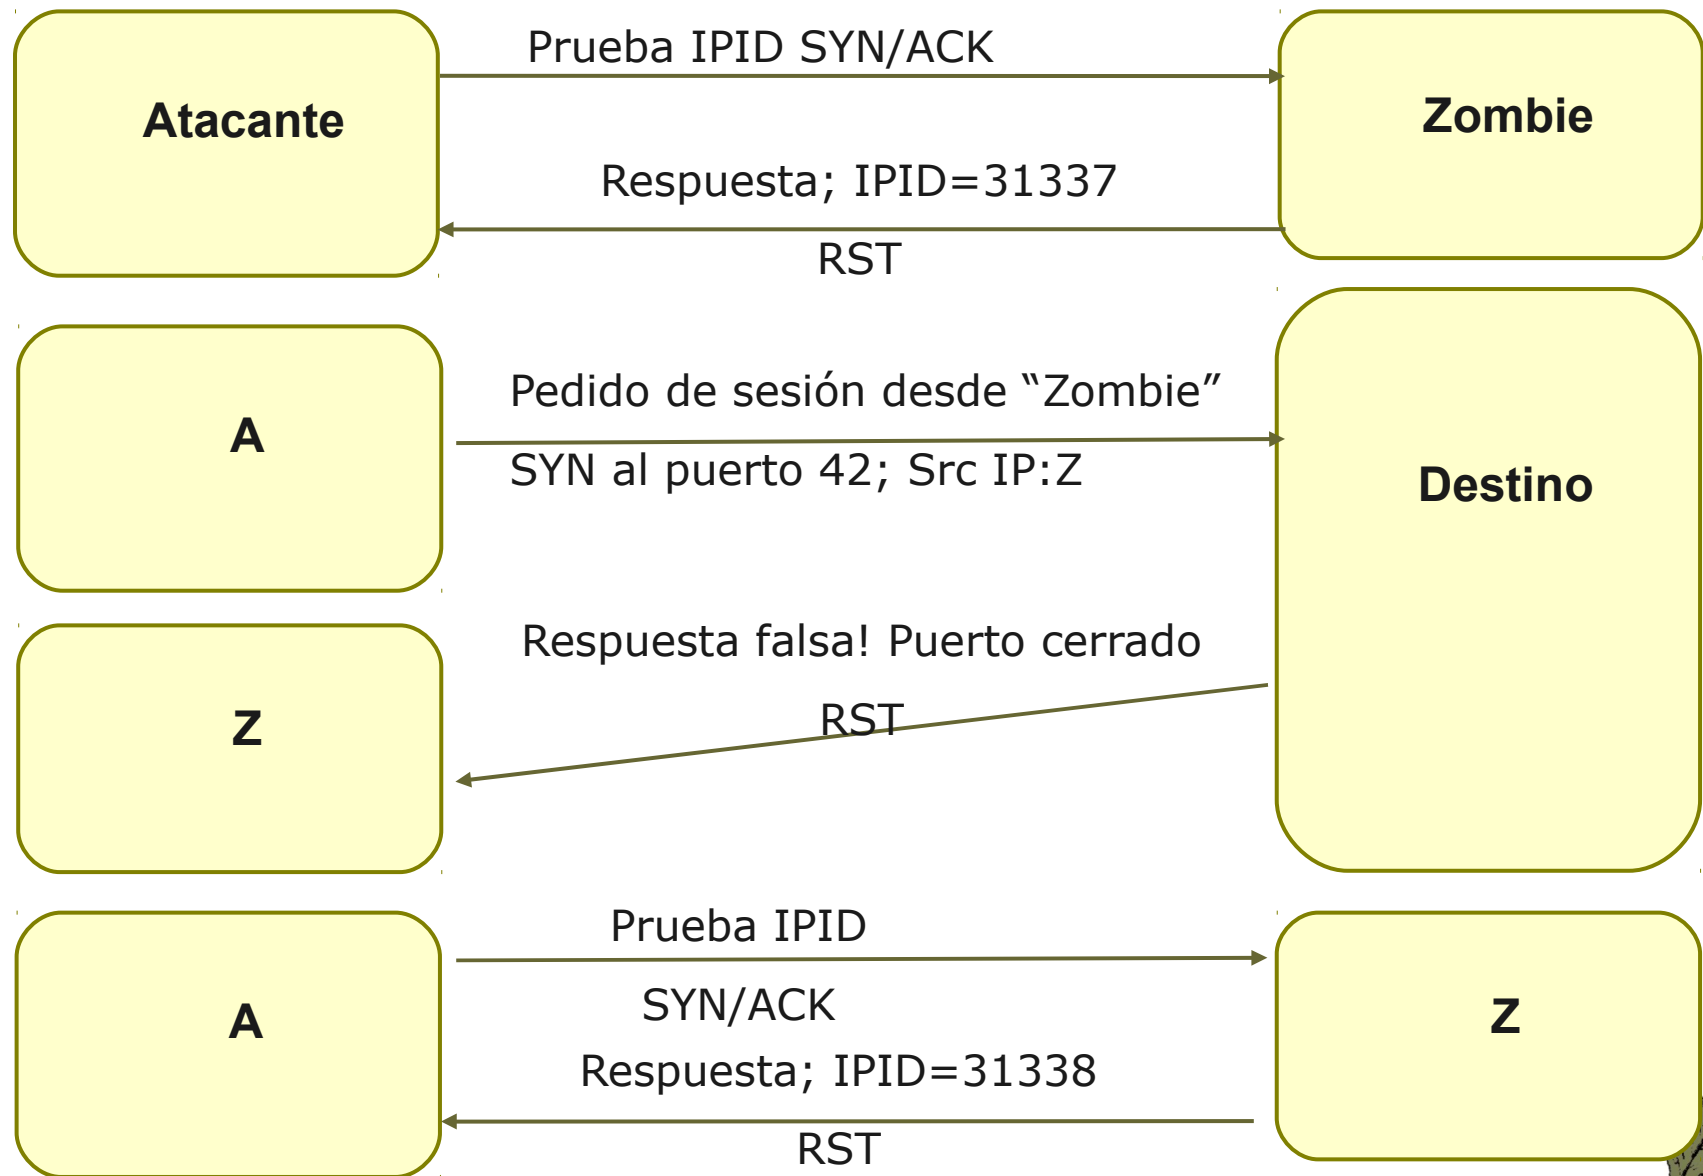 Prueba IPID SYN/ACK
Atacante
Zombie
Respuesta; IPID=31337
RST
Pedido de sesión desde “Zombie”
A
SYN al puerto 42; Src IP:Z
Destino
Respuesta falsa! Puerto cerrado
RST
Z
Prueba IPID
SYN/ACK
A
Z
Respuesta; IPID=31338
RST